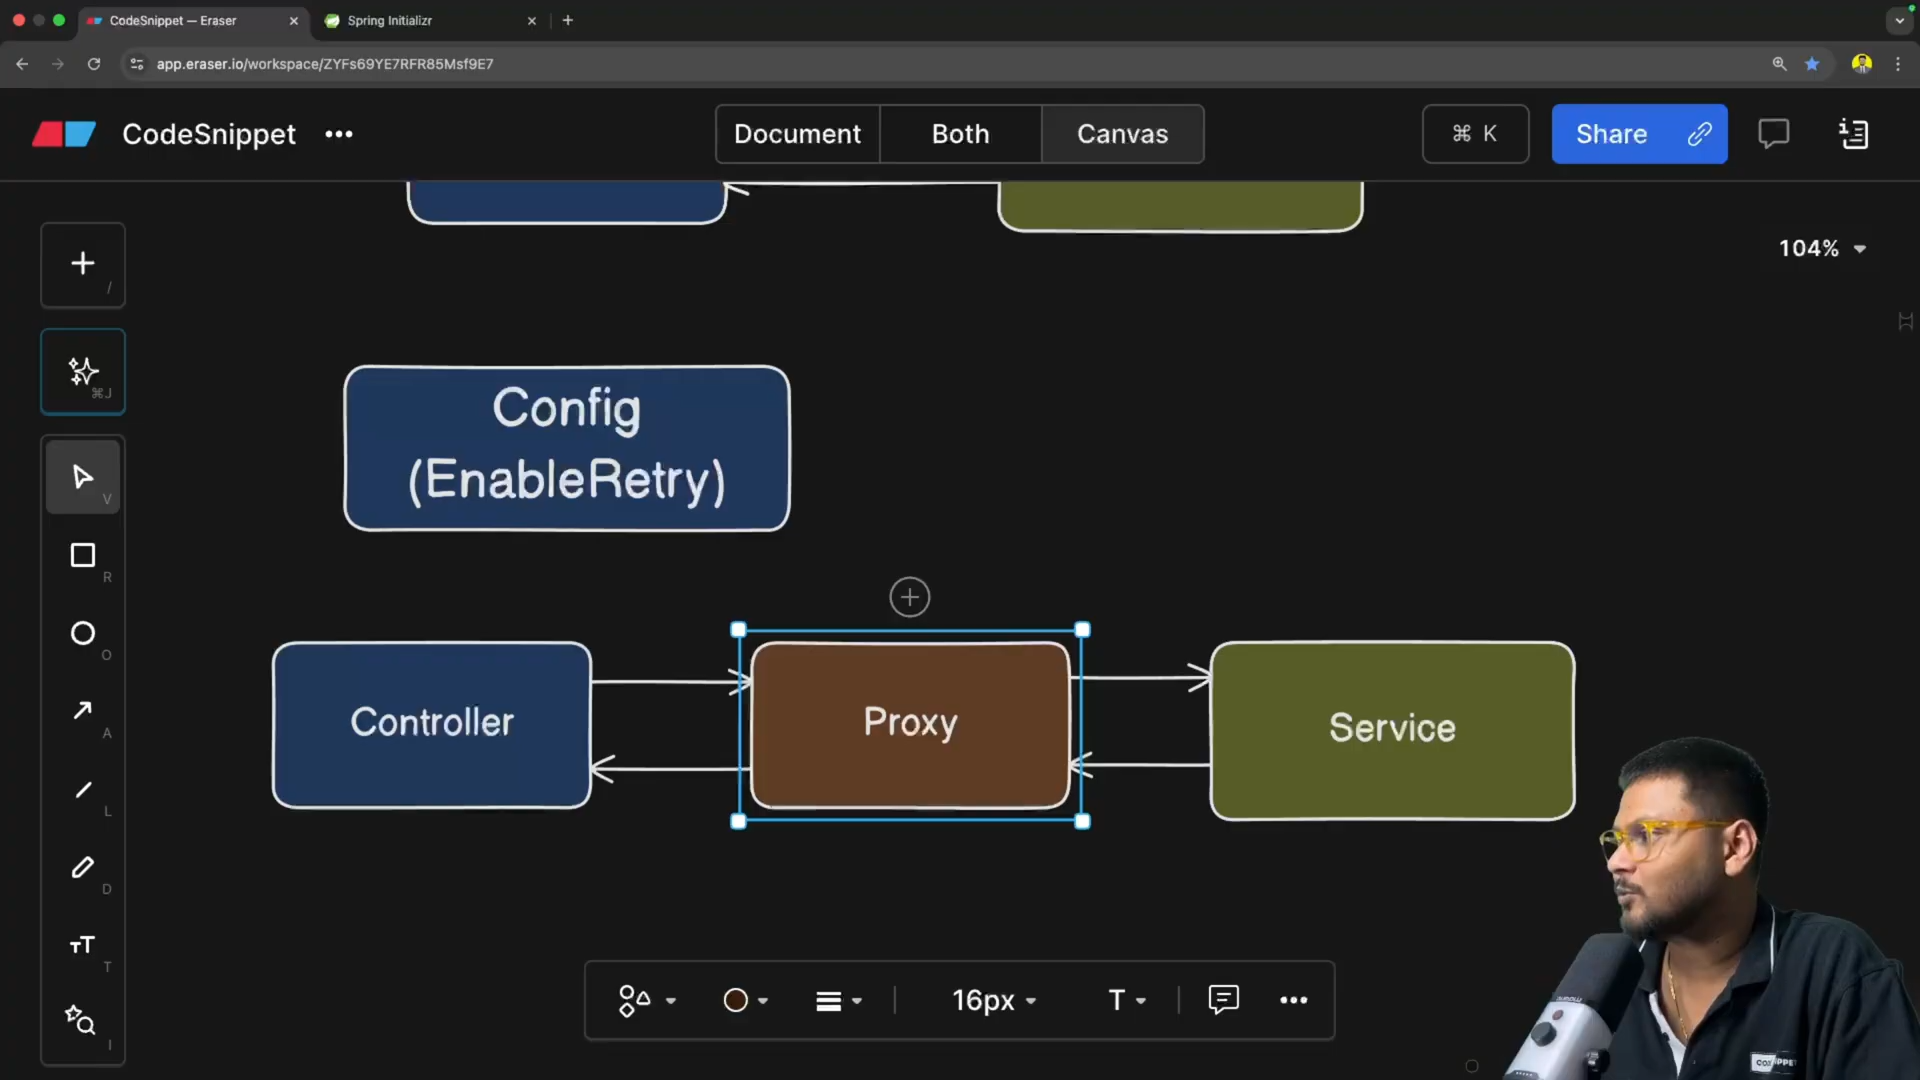 CodeSnippet — Eraser
Spring Initializr
app.eraser.io/workspace/ZYFs69YE7RFR85Msf9E7
CodeSnippet
Document
Both
Canvas
⌘ K
Share
104%
/
⌘J
V
R
O
A
L
D
T
I
Config
(EnableRetry)
Controller
Proxy
Service
16px
T